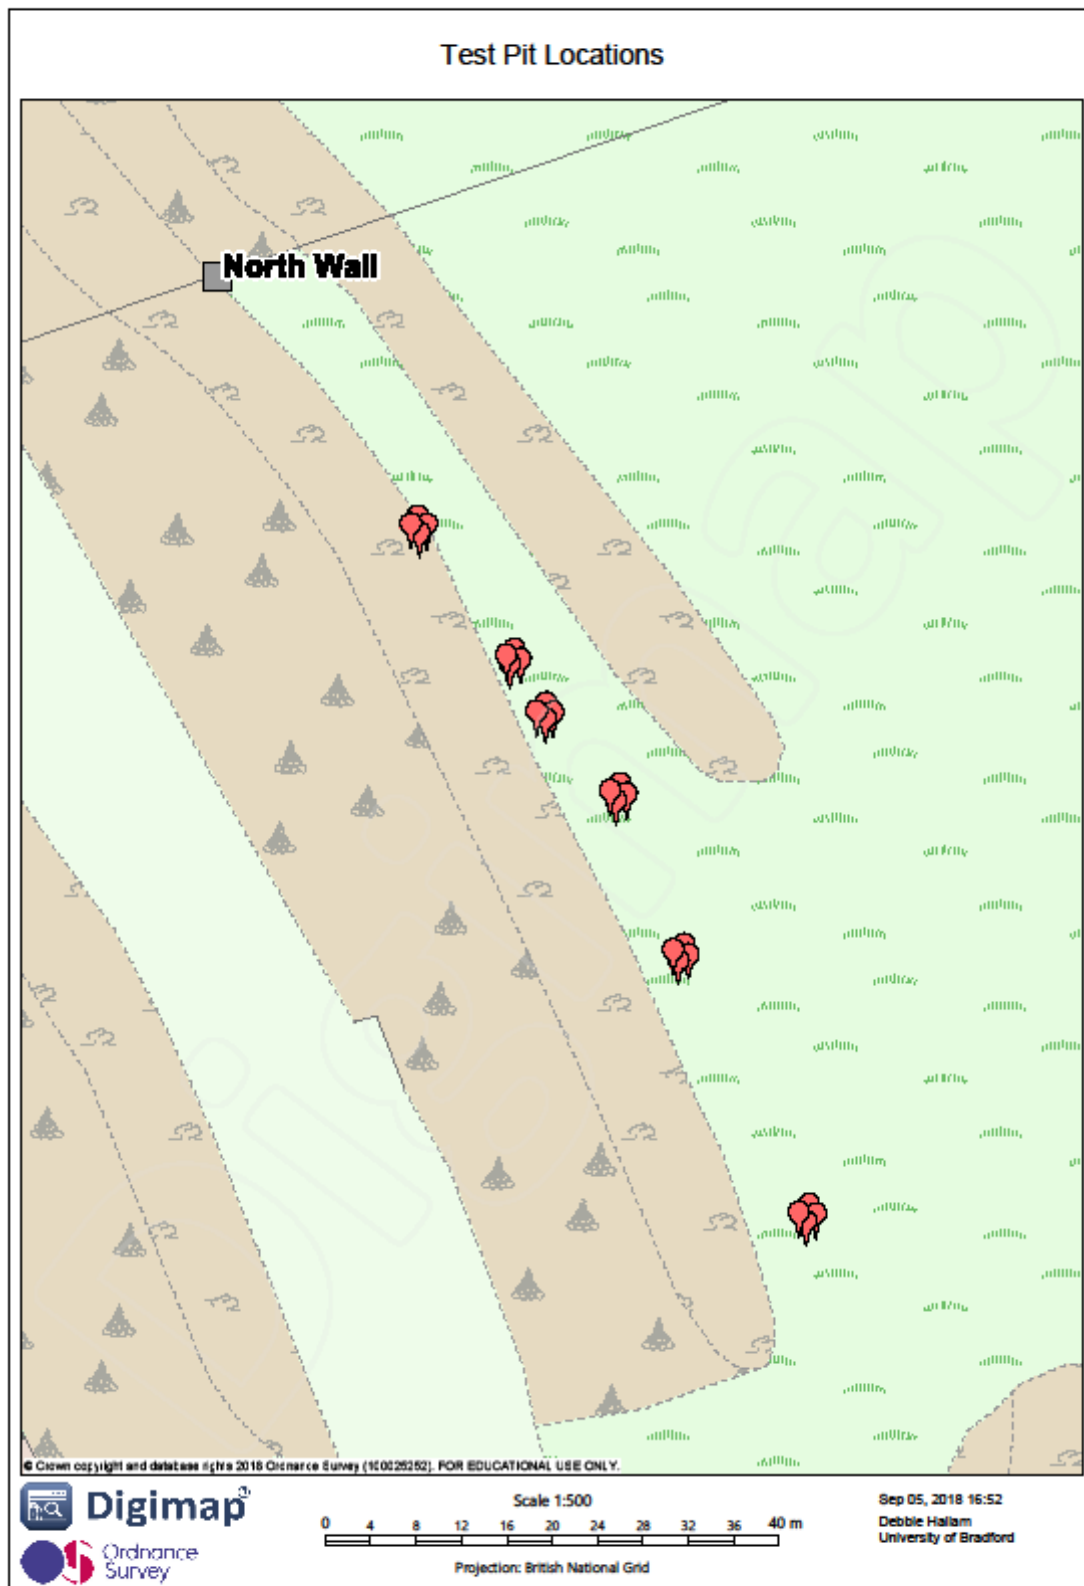 Test Pit Locations
North Wall
© Crown copyright and database rights 2018 Ordnance Survey (100025252). FOR EDUCATIONAL USE ONLY.
Digimap
Ordnance
Survey
Scale 1:500
0 4 8 12 16 20 24 28 32 36 40 m
Projection: British National Grid
Sep 05, 2018 16:52
Debbie Hallam
University of Bradford